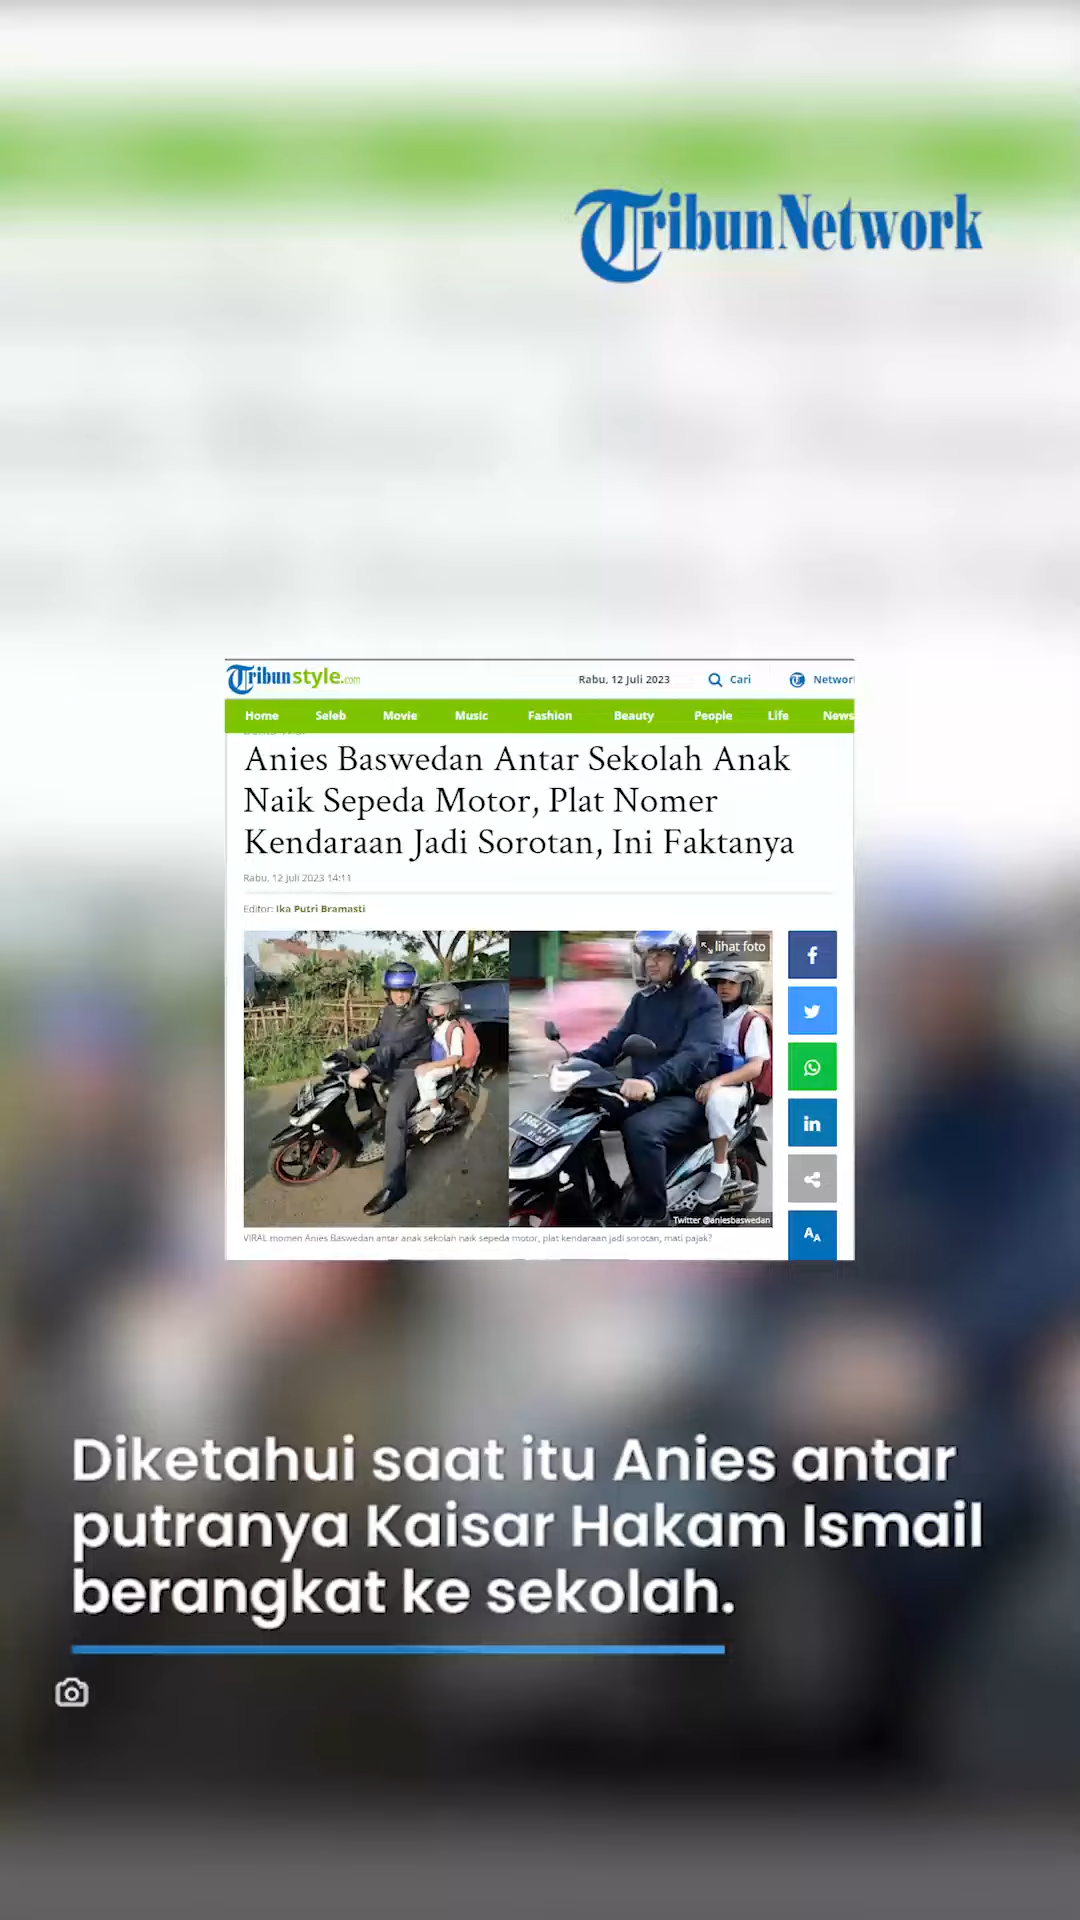 TribunNetwork
Tribunstyle.com
Rabu, 12 Juli 2023
Cari
Networ
Home Seleb Movie Music Fashion Beauty People Life News
Anies Baswedan Antar Sekolah Anak
Naik Sepeda Motor, Plat Nomer
Kendaraan Jadi Sorotan, Ini Faktanya
Rabu, 12 Juli 2023 14:11
Editor: Ika Putri Bramasti
lihat foto
Twitter @aniesbaswedan
VIRAL momen Anies Baswedan antar anak sekolah naik sepeda motor, plat kendaraan jadi sorotan, mati pajak?
Diketahui saat itu Anies antar
putranya Kaisar Hakam Ismail
berangkat ke sekolah.